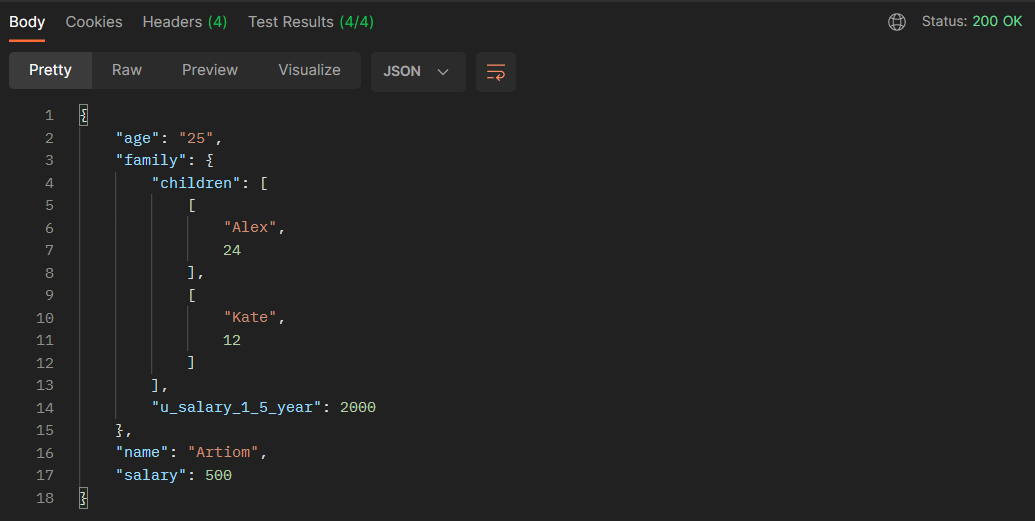 Body Cookies Headers (4) Test Results (4/4) Status: 200 OK
Pretty Raw Preview Visualize JSON
1 {
2 "age": "25",
3 "family": {
4 "children": [
5 [
6 "Alex",
7 24
8 ],
9 [
10 "Kate",
11 12
12 ]
13 ],
14 "u_salary_1_5_year": 2000
15 },
16 "name": "Artiom",
17 "salary": 500
18 }